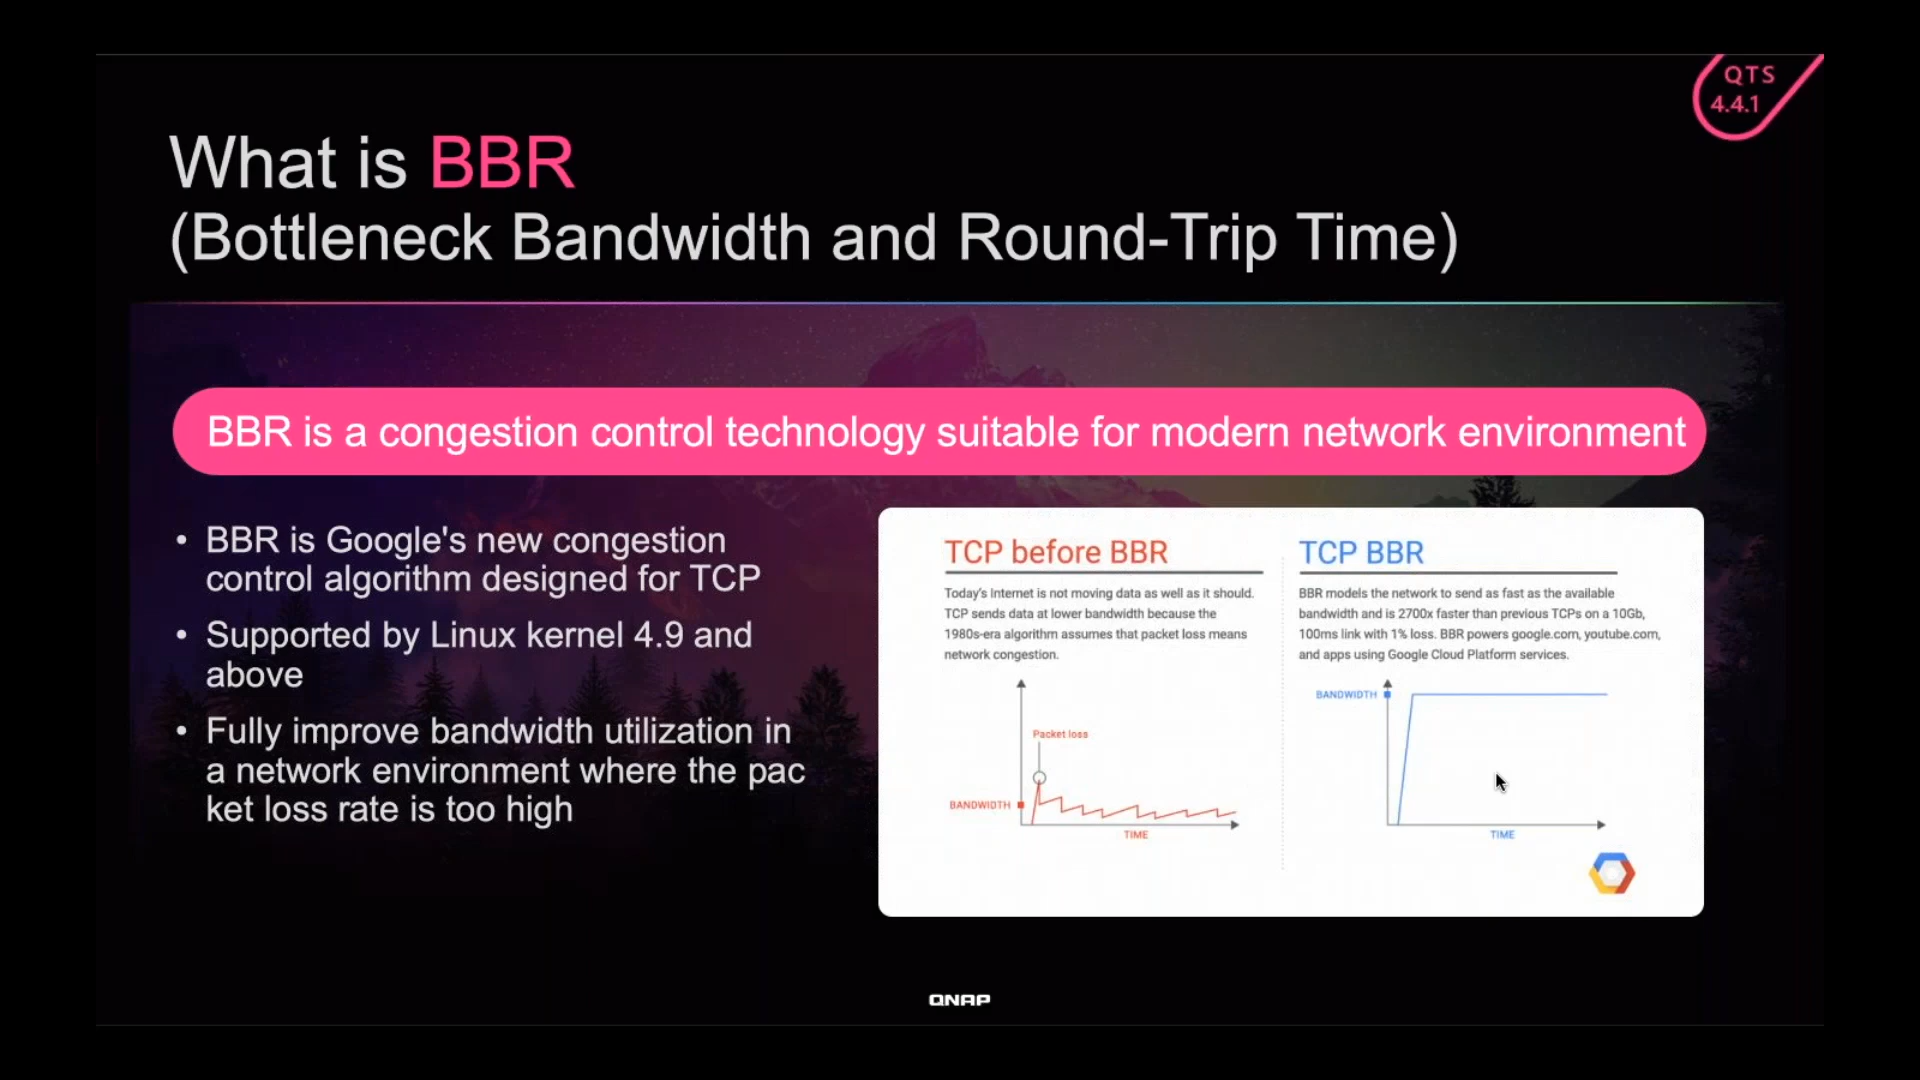 QTS
4.4.1
What is BBR
(Bottleneck Bandwidth and Round-Trip Time)
BBR is a congestion control technology suitable for modern network environment
• BBR is Google's new congestion
control algorithm designed for TCP
• Supported by Linux kernel 4.9 and
above
• Fully improve bandwidth utilization in
a network environment where the pac
ket loss rate is too high
TCP before BBR
Today's Internet is not moving data as well as it should.
TCP sends data at lower bandwidth because the
1980s-era algorithm assumes that packet loss means
network congestion.
Packet loss
BANDWIDTH
TIME
TCP BBR
BBR models the network to send as fast as the available
bandwidth and is 2700x faster than previous TCPs on a 10Gb,
100ms link with 1% loss. BBR powers google.com, youtube.com,
and apps using Google Cloud Platform services.
BANDWIDTH
TIME
QNAP